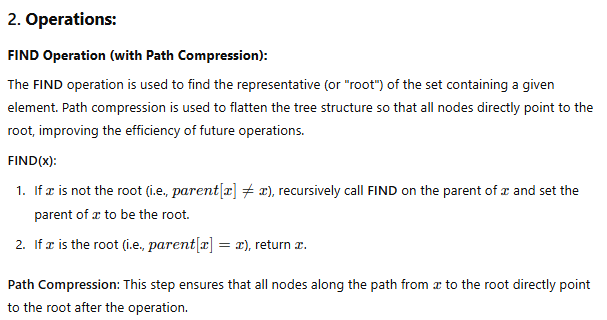 2. Operations:
FIND Operation (with Path Compression):
The FIND operation is used to find the representative (or "root") of the set containing a given
element. Path compression is used to flatten the tree structure so that all nodes directly point to the
root, improving the efficiency of future operations.
FIND(x):
1. If x is not the root (i.e., parent[x] ≠ x), recursively call FIND on the parent of x and set the
parent of x to be the root.
2. If x is the root (i.e., parent[x] = x), return x.
Path Compression: This step ensures that all nodes along the path from x to the root directly point
to the root after the operation.